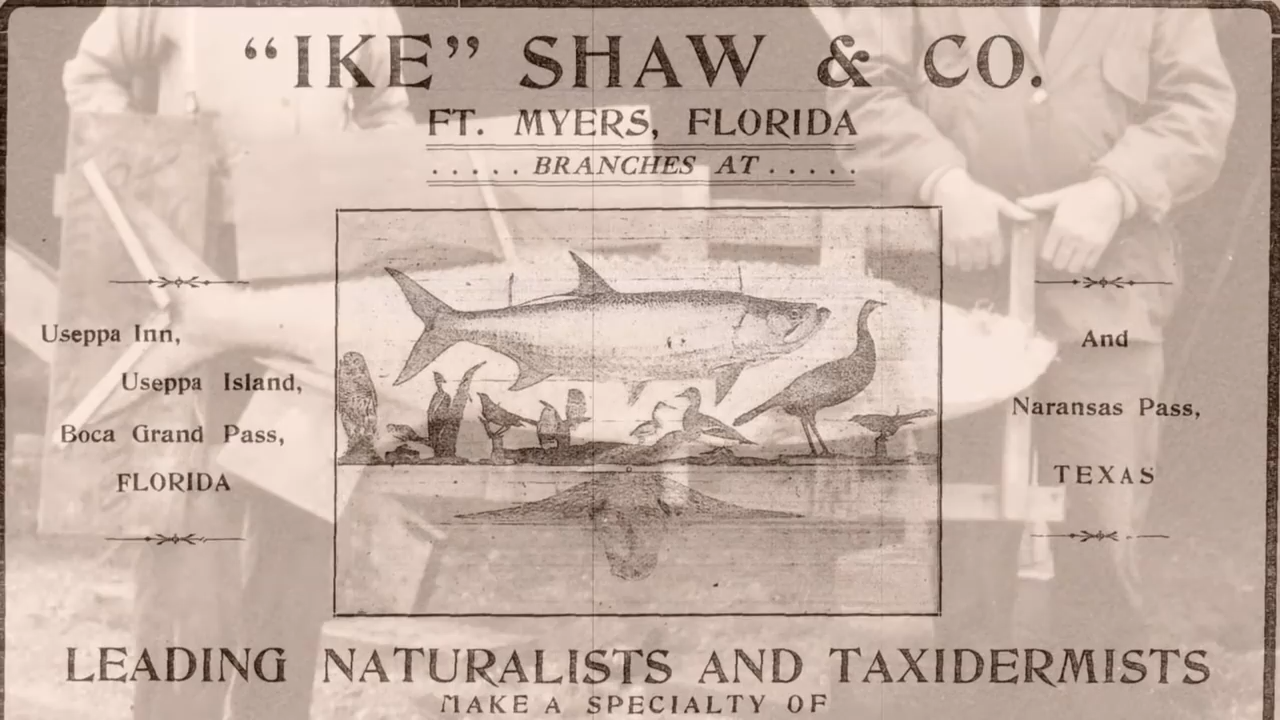 “IKE” SHAW & CO.
FT. MYERS, FLORIDA
. . . . . BRANCHES AT . . . . .
Useppa Inn,
Useppa Island,
Boca Grand Pass,
FLORIDA
And
Naransas Pass,
TEXAS
LEADING NATURALISTS AND TAXIDERMISTS
MAKE A SPECIALTY OF